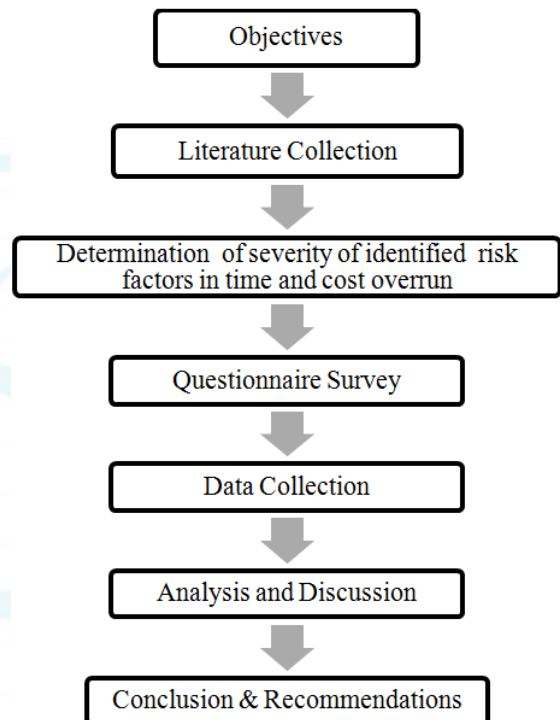 Objectives
Literature Collection
Determination of severity of identified risk
factors in time and cost overrun
Questionnaire Survey
Data Collection
Analysis and Discussion
Conclusion & Recommendations